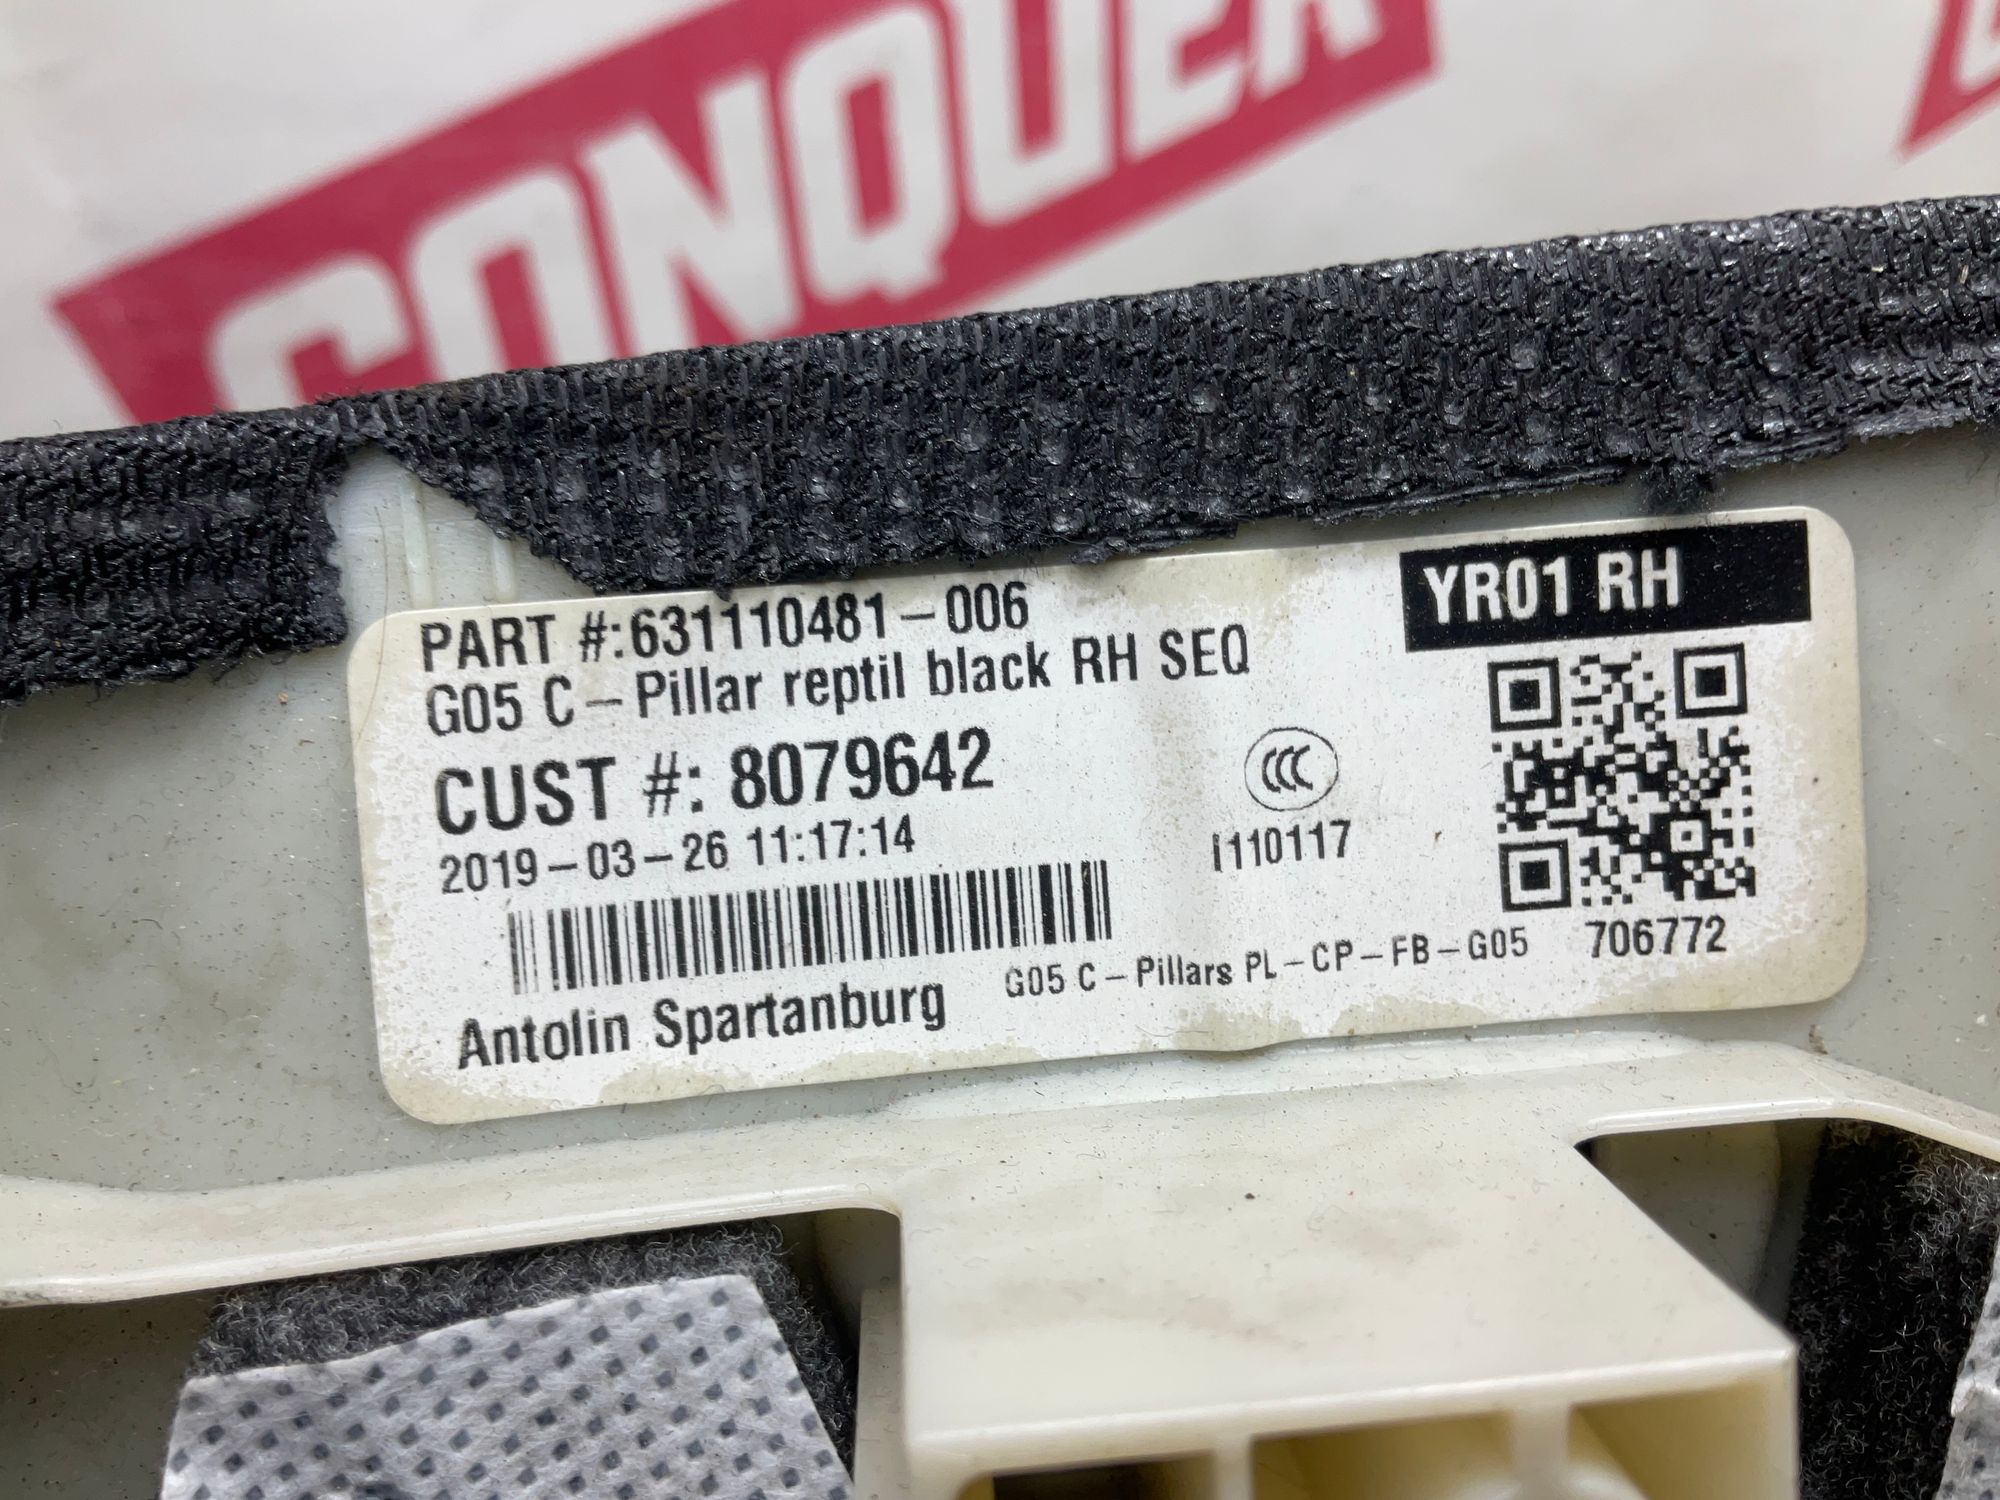 CONQUER
PART #:631110481-006
G05 C-Pillar reptil black RH SEQ
YR01 RH
CUST #: 8079642
CCC
2019-03-26 11:17:14
I110117
706772
G05 C-Pillars PL-CP-FB-G05
Antolin Spartanburg